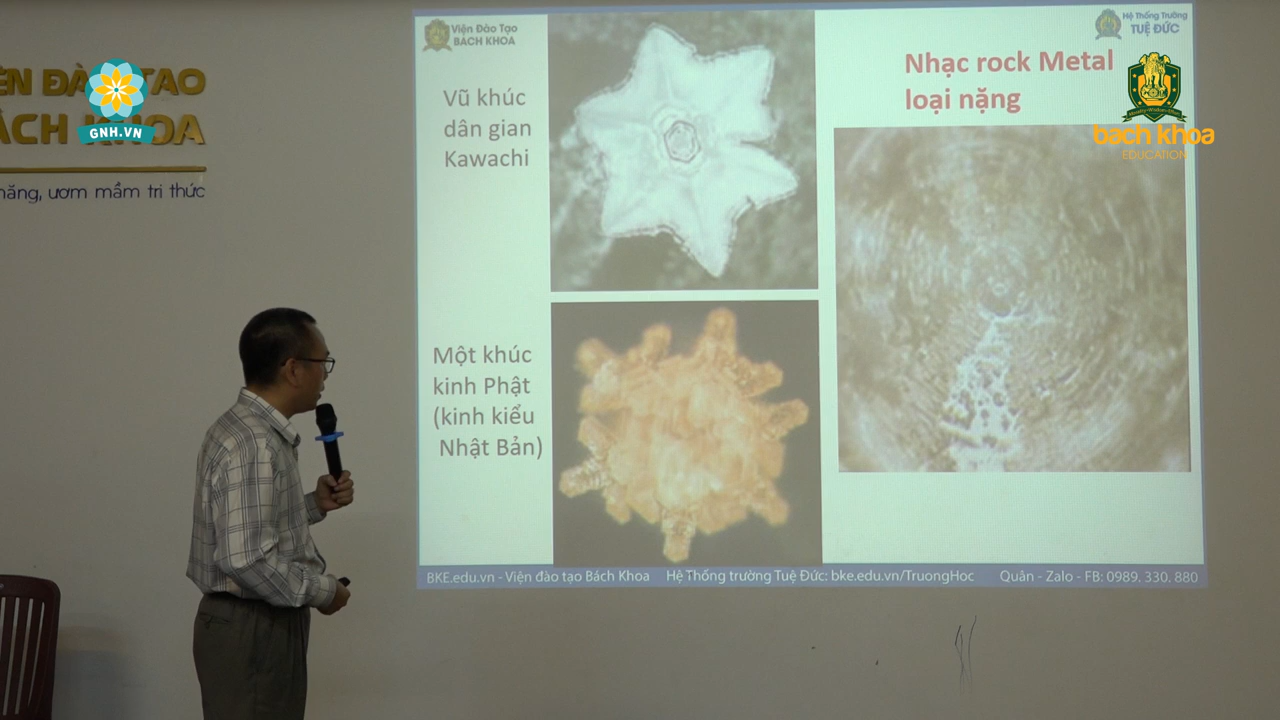 ỆN ĐÀ TẠO
ÁCH KHOA
năng, ươm mầm tri thức
GNH.VN
Viện Đào Tạo
BÁCH KHOA
Hệ Thống Trường
TUỆ ĐỨC
Vũ khúc
dân gian
Kawachi
Nhạc rock Metal
loại nặng
bách khoa
EDUCATION
Một khúc
kinh Phật
(kinh kiểu
Nhật Bản)
BKE.edu.vn - Viện đào tạo Bách Khoa Hệ Thống trường Tuệ Đức: bke.edu.vn/TruongHoc Quản - Zalo - FB: 0989. 330. 880